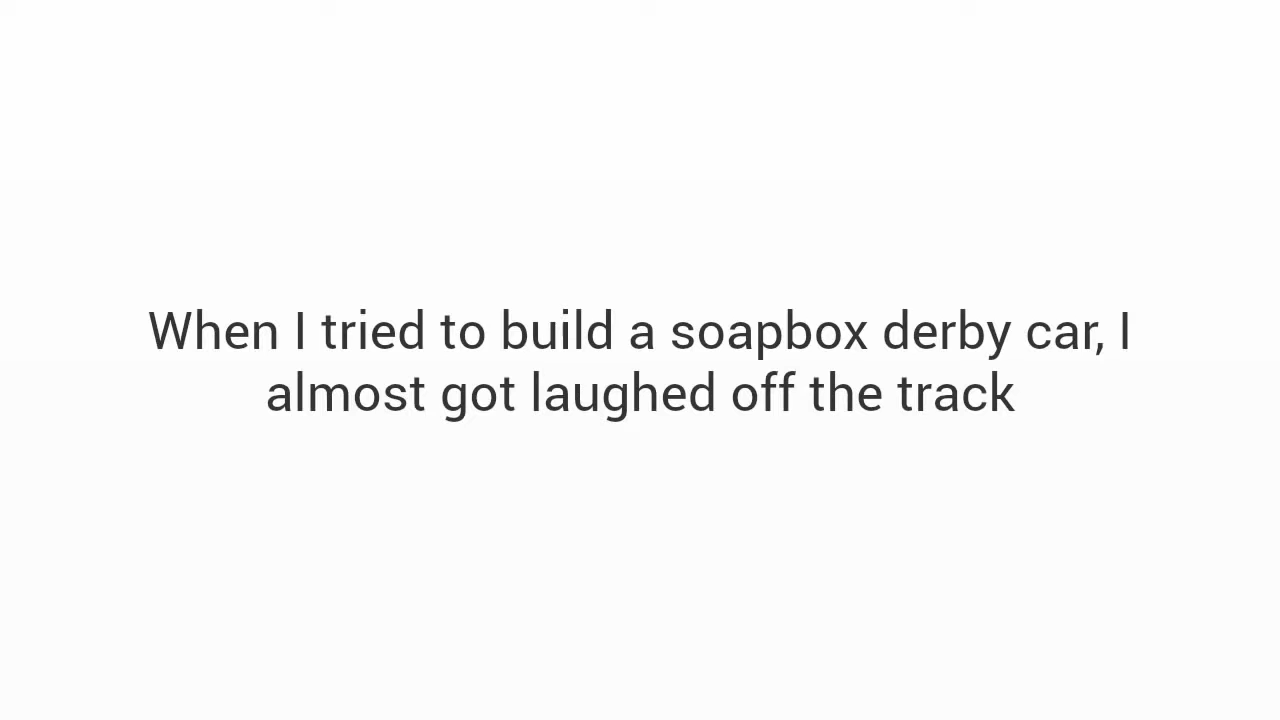 When I tried to build a soapbox derby car, I
almost got laughed off the track